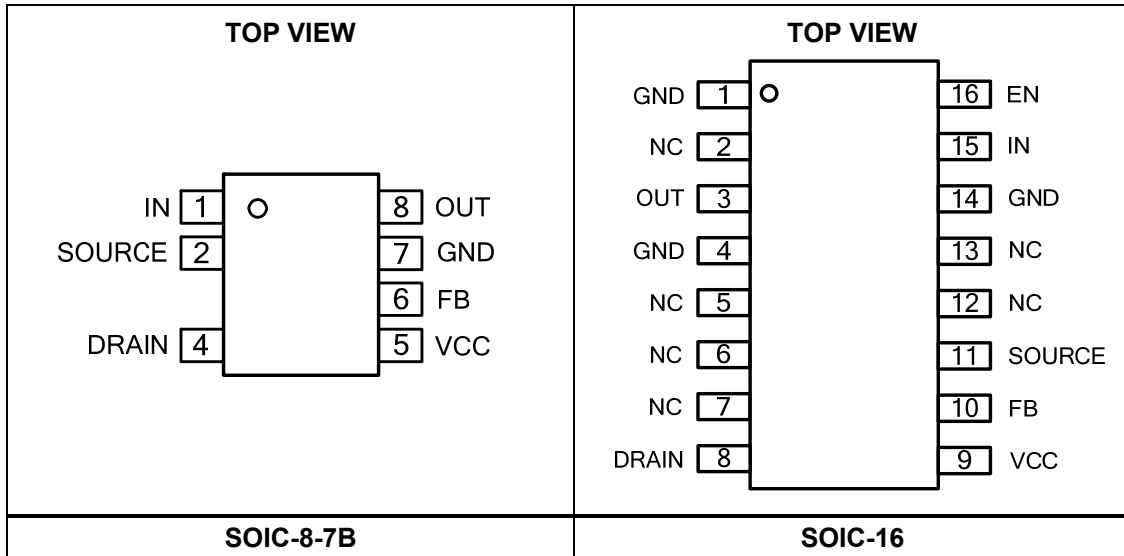 TOP VIEW
IN 1 8 OUT
SOURCE 2 7 GND
6 FB
DRAIN 4 5 VCC
SOIC-8-7B
TOP VIEW
GND 1 16 EN
NC 2 15 IN
OUT 3 14 GND
GND 4 13 NC
NC 5 12 NC
NC 6 11 SOURCE
NC 7 10 FB
DRAIN 8 9 VCC
SOIC-16